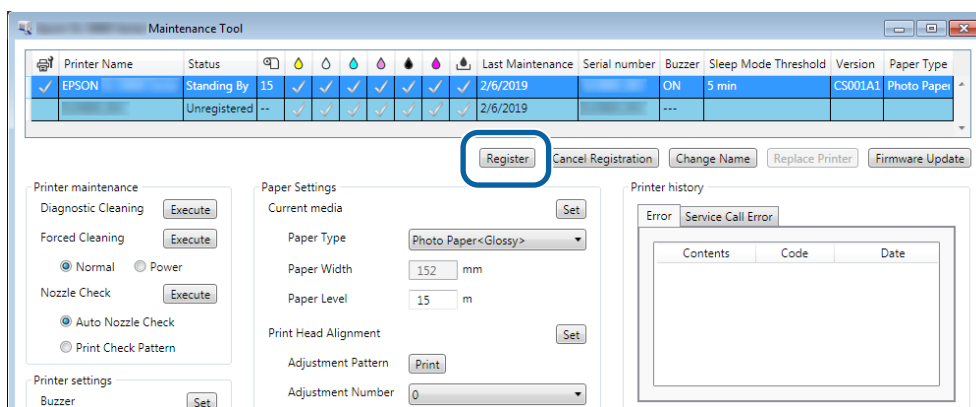 Maintenance Tool
Printer Name Status Last Maintenance Serial number Buzzer Sleep Mode Threshold Version Paper Type
EPSON Standing By 15 2/6/2019 ON 5 min CS001A1 Photo Paper
Unregistered -- 2/6/2019 ---
Register Cancel Registration Change Name Replace Printer Firmware Update
Printer maintenance
Diagnostic Cleaning Execute
Forced Cleaning Execute
Normal Power
Nozzle Check Execute
Auto Nozzle Check
Print Check Pattern
Printer settings
Buzzer Set
Paper Settings
Current media Set
Paper Type Photo Paper<Glossy>
Paper Width 152 mm
Paper Level 15 m
Print Head Alignment Set
Adjustment Pattern Print
Adjustment Number 0
Printer history
Error Service Call Error
Contents Code Date